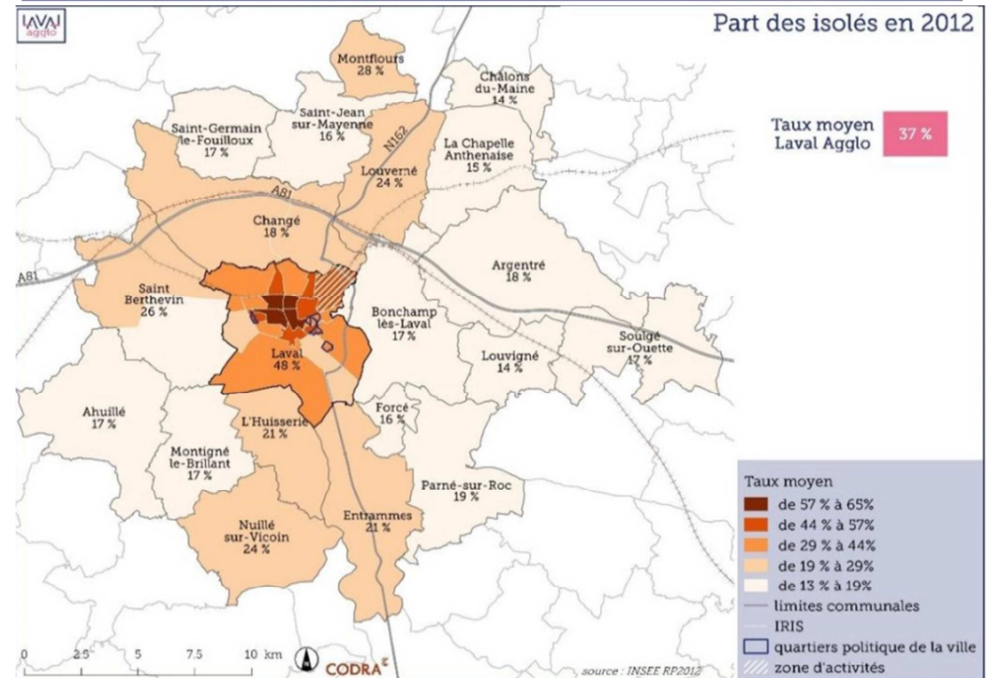 LAVAL
agglo
Part des isolés en 2012
Taux moyen
Laval Agglo
37 %
Montflours
28 %
Châlons
du-Maine
14 %
Saint-Jean
sur-Mayenne
16 %
Saint-Germain
le-Fouilloux
17 %
N162
La Chapelle
Anthenaise
15 %
Louverné
24 %
A81
Changé
18 %
Argentré
18 %
A81
Saint
Berthevin
26 %
Bonchamp
lès-Laval
17 %
Soulgé
sur-Ouette
17 %
Louvigné
14 %
Laval
48 %
Ahuillé
17 %
Forcé
16 %
L'Huisserie
21 %
Montigné
le-Brillant
17 %
Parné-sur-Roc
19 %
Entrammes
21 %
Nuillé
sur-Vicoin
24 %
Taux moyen
de 57 % à 65%
de 44 % à 57%
de 29 % à 44%
de 19 % à 29%
de 13 % à 19%
limites communales
IRIS
quartiers politique de la ville
zone d'activités
0 2.5 5 7.5 10 km
CODRA
source : INSEE RP2012